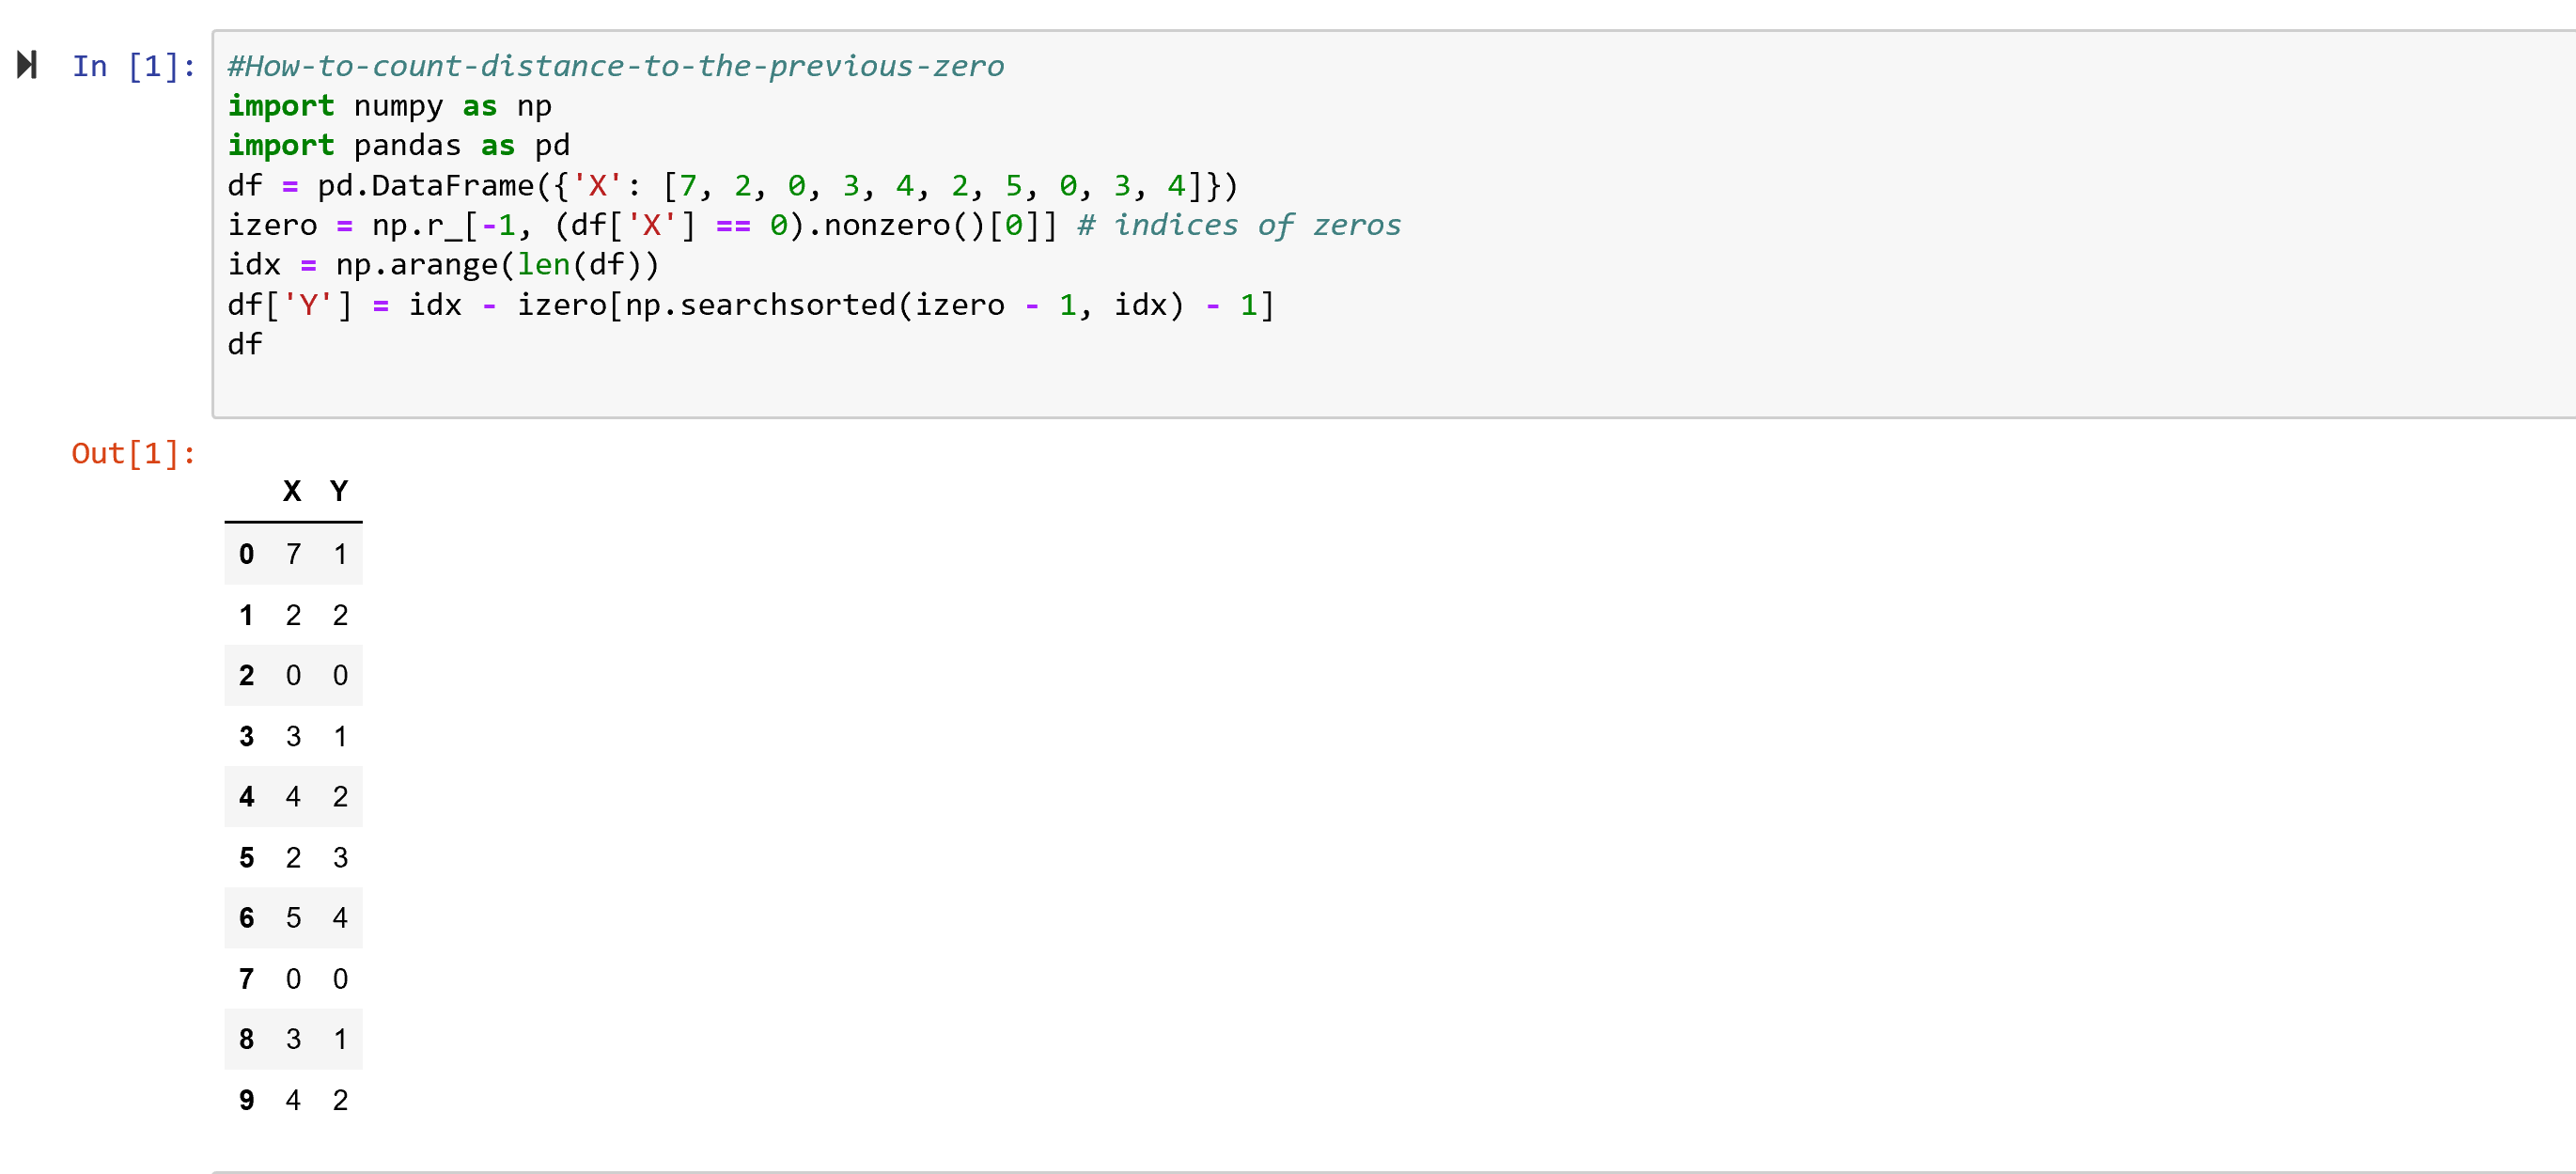 In [1]:
#How-to-count-distance-to-the-previous-zero
import numpy as np
import pandas as pd
df = pd.DataFrame({'X': [7, 2, 0, 3, 4, 2, 5, 0, 3, 4]})
izero = np.r_[-1, (df['X'] == 0).nonzero()[0]] # indices of zeros
idx = np.arange(len(df))
df['Y'] = idx - izero[np.searchsorted(izero - 1, idx) - 1]
df
Out[1]:
X Y
0 7 1
1 2 2
2 0 0
3 3 1
4 4 2
5 2 3
6 5 4
7 0 0
8 3 1
9 4 2